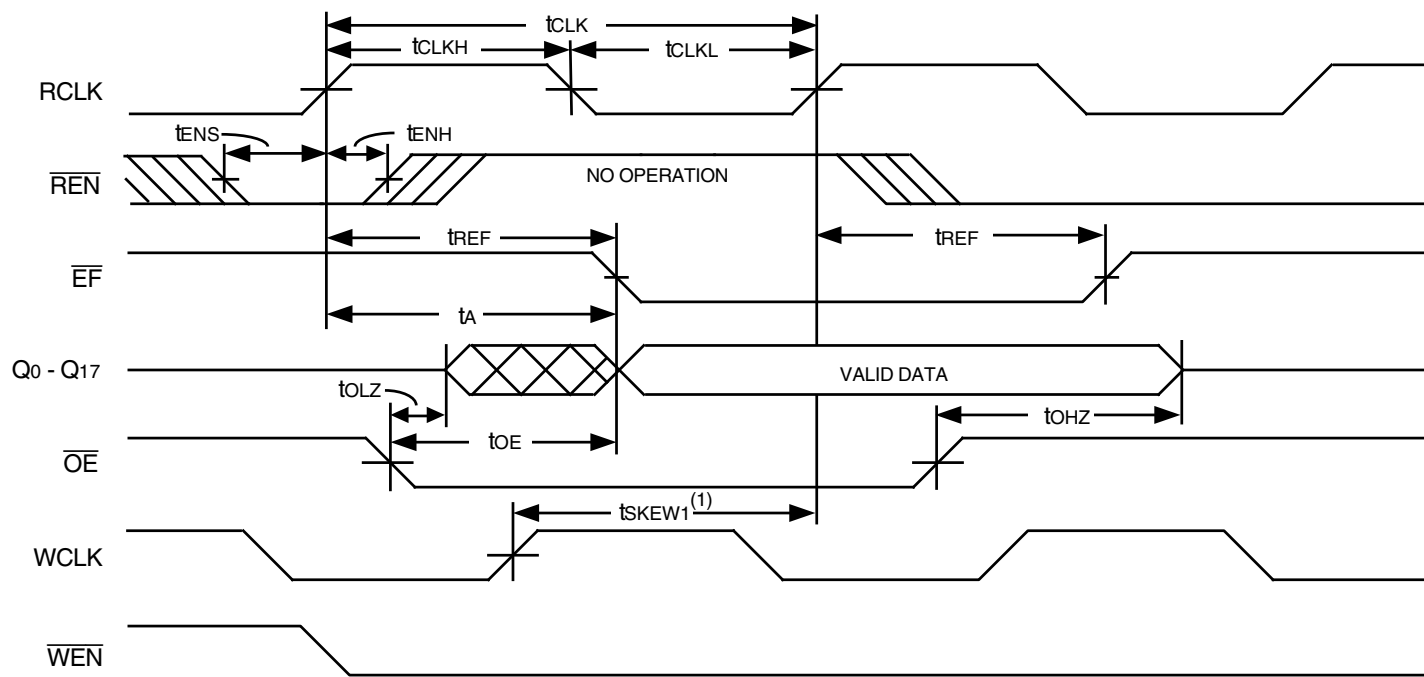 tCLK
tCLKH
tCLKL
RCLK
tENS
tENH
REN
NO OPERATION
tREF
tREF
EF
tA
Q0 - Q17
VALID DATA
tOLZ
tOHZ
tOE
OE
tSKEW1(1)
WCLK
WEN